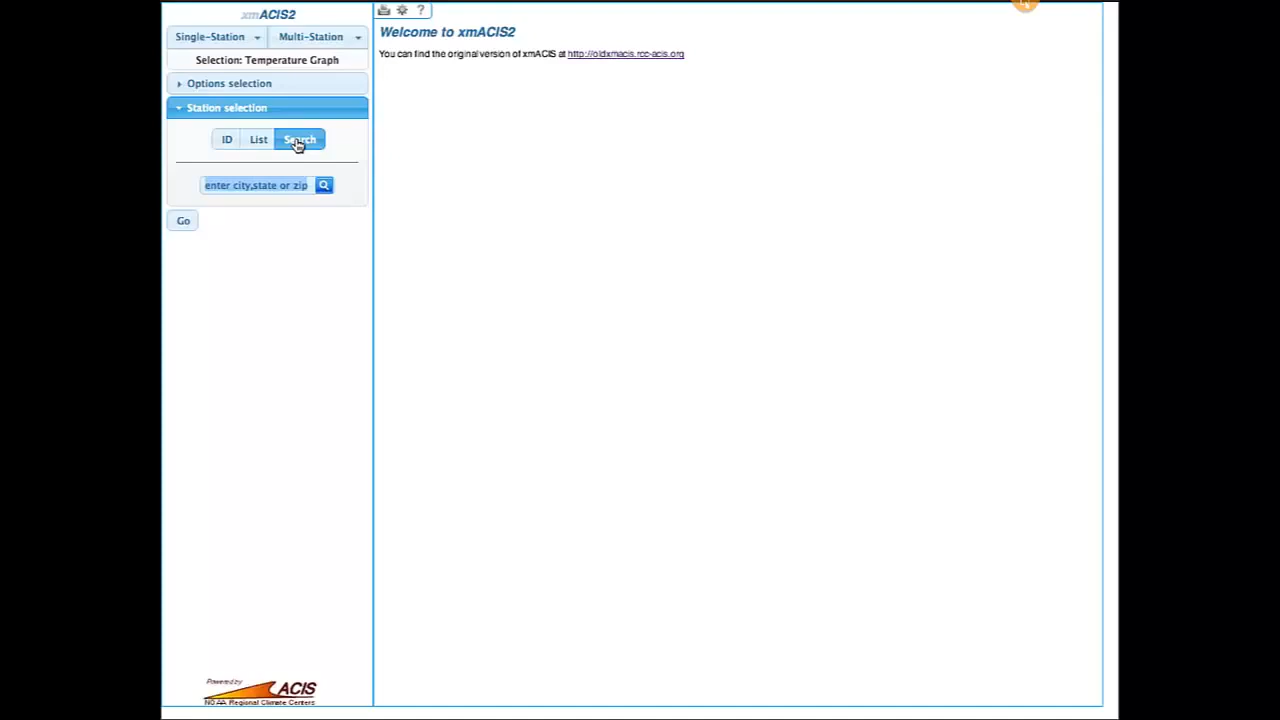 xmACIS2
Single-Station
Multi-Station
Selection: Temperature Graph
Options selection
Station selection
ID
List
Search
enter city,state or zip
Go
?
Welcome to xmACIS2
You can find the original version of xmACIS at http://oldxmacis.rcc-acis.org
Powered by
ACIS
NOAA Regional Climate Centers